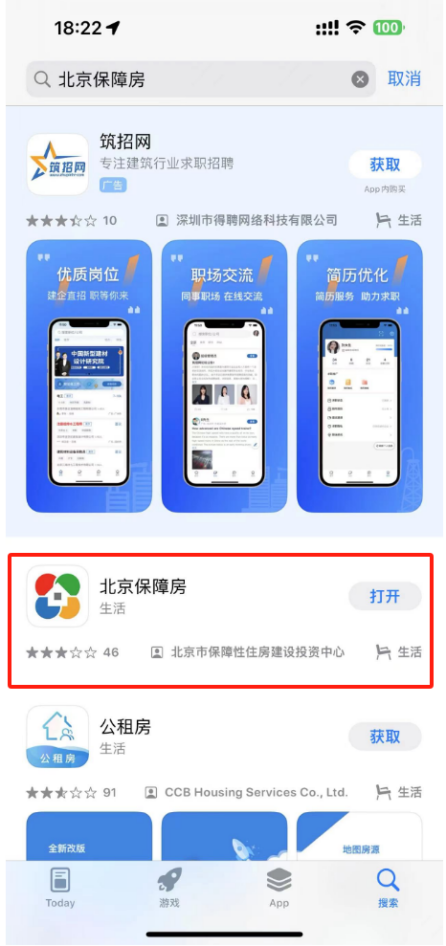 18:22
100
北京保障房
取消
筑招网
筑招网
专注建筑行业求职招聘
广告
获取
App 内购买
10
深圳市得聘网络科技有限公司
生活
优质岗位
建企直招 职等你来
职场交流
同事职场 在线交流
简历优化
简历服务 助力求职
中国新型建材
设计研究院
北京保障房
生活
打开
46
北京市保障性住房建设投资中心
生活
公租房
公租房
生活
获取
91
CCB Housing Services Co., Ltd.
生活
全新改版
地图房源
Today
游戏
App
搜索